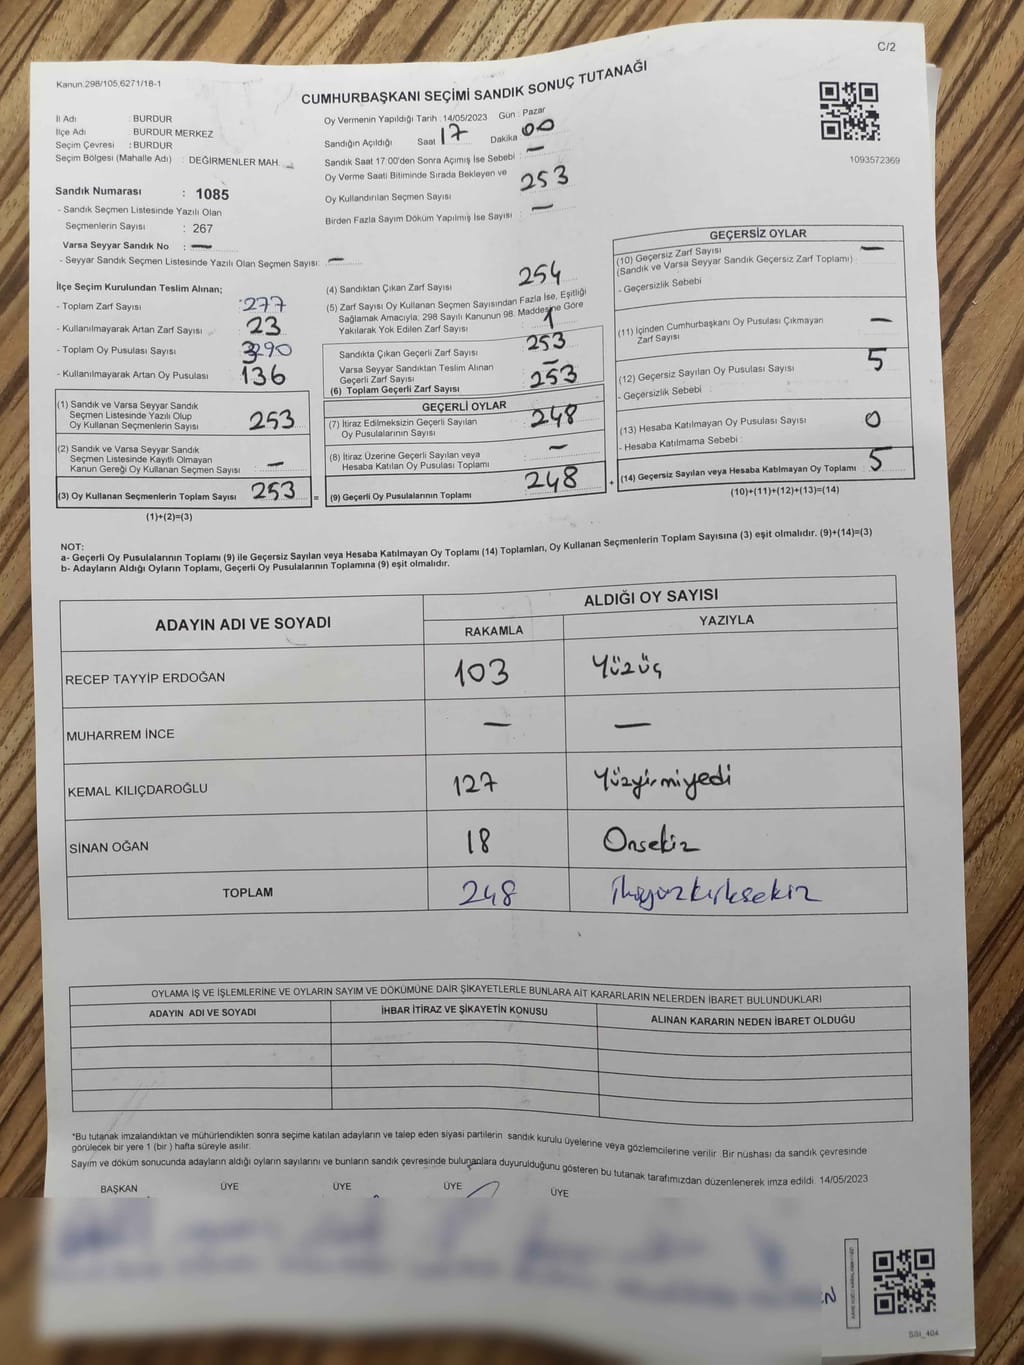 C/2
Kanun.298/105,6271/18-1
CUMHURBAŞKANI SEÇİMİ SANDIK SONUÇ TUTANAĞI
İl Adı : BURDUR
İlçe Adı : BURDUR MERKEZ
Seçim Çevresi : BURDUR
Seçim Bölgesi (Mahalle Adı) : DEĞİRMENLER MAH.
Oy Vermenin Yapıldığı Tarih : 14/05/2023 Gün : Pazar
Sandığın Açıldığı Saat 17 Dakika 00
Sandık Saat 17:00'den Sonra Açımış İse Sebebi : —
Oy Verme Saati Bitiminde Sırada Bekleyen ve
Oy Kullandırılan Seçmen Sayısı 253
Birden Fazla Sayım Döküm Yapılmış İse Sayısı : —
1093572369
Sandık Numarası : 1085
- Sandık Seçmen Listesinde Yazılı Olan
Seçmenlerin Sayısı : 267
Varsa Seyyar Sandık No : —
- Seyyar Sandık Seçmen Listesinde Yazılı Olan Seçmen Sayısı: —
İlçe Seçim Kurulundan Teslim Alınan;
- Toplam Zarf Sayısı 277
- Kullanılmayarak Artan Zarf Sayısı 23
- Toplam Oy Pusulası Sayısı
- Kullanılmayarak Artan Oy Pusulası 136
(1) Sandık ve Varsa Seyyar Sandık
Seçmen Listesinde Yazılı Olup
Oy Kullanan Seçmenlerin Sayısı 253
(2) Sandık ve Varsa Seyyar Sandık
Seçmen Listesinde Kayıtlı Olmayan
Kanun Gereği Oy Kullanan Seçmen Sayısı : —
(3) Oy Kullanan Seçmenlerin Toplam Sayısı 253 =
(1)+(2)=(3)
(4) Sandıktan Çıkan Zarf Sayısı 254
(5) Zarf Sayısı Oy Kullanan Seçmen Sayısından Fazla İse, Eşitliği
Sağlamak Amacıyla; 298 Sayılı Kanunun 98. Maddesine Göre
Yakılarak Yok Edilen Zarf Sayısı 1
Sandıkta Çıkan Geçerli Zarf Sayısı 253
Varsa Seyyar Sandıktan Teslim Alınan
Geçerli Zarf Sayısı —
(6) Toplam Geçerli Zarf Sayısı 253
GEÇERLİ OYLAR
(7) İtiraz Edilmeksizin Geçerli Sayılan
Oy Pusulalarının Sayısı 248
(8) İtiraz Üzerine Geçerli Sayılan veya
Hesaba Katılan Oy Pusulası Toplamı —
(9) Geçerli Oy Pusulalarının Toplamı 248 +
GEÇERSİZ OYLAR
(10) Geçersiz Zarf Sayısı —
(Sandık ve Varsa Seyyar Sandık Geçersiz Zarf Toplamı) :
- Geçersizlik Sebebi
(11) İçinden Cumhurbaşkanı Oy Pusulası Çıkmayan
Zarf Sayısı —
(12) Geçersiz Sayılan Oy Pusulası Sayısı 5
- Geçersizlik Sebebi :
(13) Hesaba Katılmayan Oy Pusulası Sayısı 0
- Hesaba Katılmama Sebebi :
(14) Geçersiz Sayılan veya Hesaba Katılmayan Oy Toplamı 5
(10)+(11)+(12)+(13)=(14)
NOT:
a- Geçerli Oy Pusulalarının Toplamı (9) ile Geçersiz Sayılan veya Hesaba Katılmayan Oy Toplamı (14) Toplamları, Oy Kullanan Seçmenlerin Toplam Sayısına (3) eşit olmalıdır. (9)+(14)=(3)
b- Adayların Aldığı Oyların Toplamı, Geçerli Oy Pusulalarının Toplamına (9) eşit olmalıdır.
ADAYIN ADI VE SOYADI ALDIĞI OY SAYISI
RAKAMLA YAZIYLA
RECEP TAYYİP ERDOĞAN 103 Yüzüç
MUHARREM İNCE — —
KEMAL KILIÇDAROĞLU 127 Yüzyirmiyedi
SİNAN OĞAN 18 Onsekiz
TOPLAM 248 ikiyüzkırksekiz
OYLAMA İŞ VE İŞLEMLERİNE VE OYLARIN SAYIM VE DÖKÜMÜNE DAİR ŞİKAYETLERLE BUNLARA AİT KARARLARIN NELERDEN İBARET BULUNDUKLARI
ADAYIN ADI VE SOYADI İHBAR İTİRAZ VE ŞİKAYETİN KONUSU ALINAN KARARIN NEDEN İBARET OLDUĞU
*Bu tutanak imzalandıktan ve mühürlendikten sonra seçime katılan adayların ve talep eden siyasi partilerin sandık kurulu üyelerine veya gözlemcilerine verilir. Bir nüshası da sandık çevresinde
görülecek bir yere 1 (bir) hafta süreyle asılır.
Sayım ve döküm sonucunda adayların aldığı oyların sayılarını ve bunların sandık çevresinde bulunanlara duyurulduğunu gösteren bu tutanak tarafımızdan düzenlenerek imza edildi. 14/05/2023
BAŞKAN ÜYE ÜYE ÜYE ÜYE